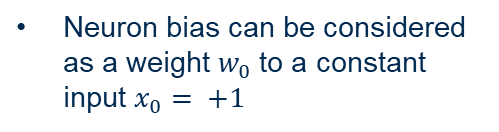 • Neuron bias can be considered
as a weight w₀ to a constant
input x₀ = +1